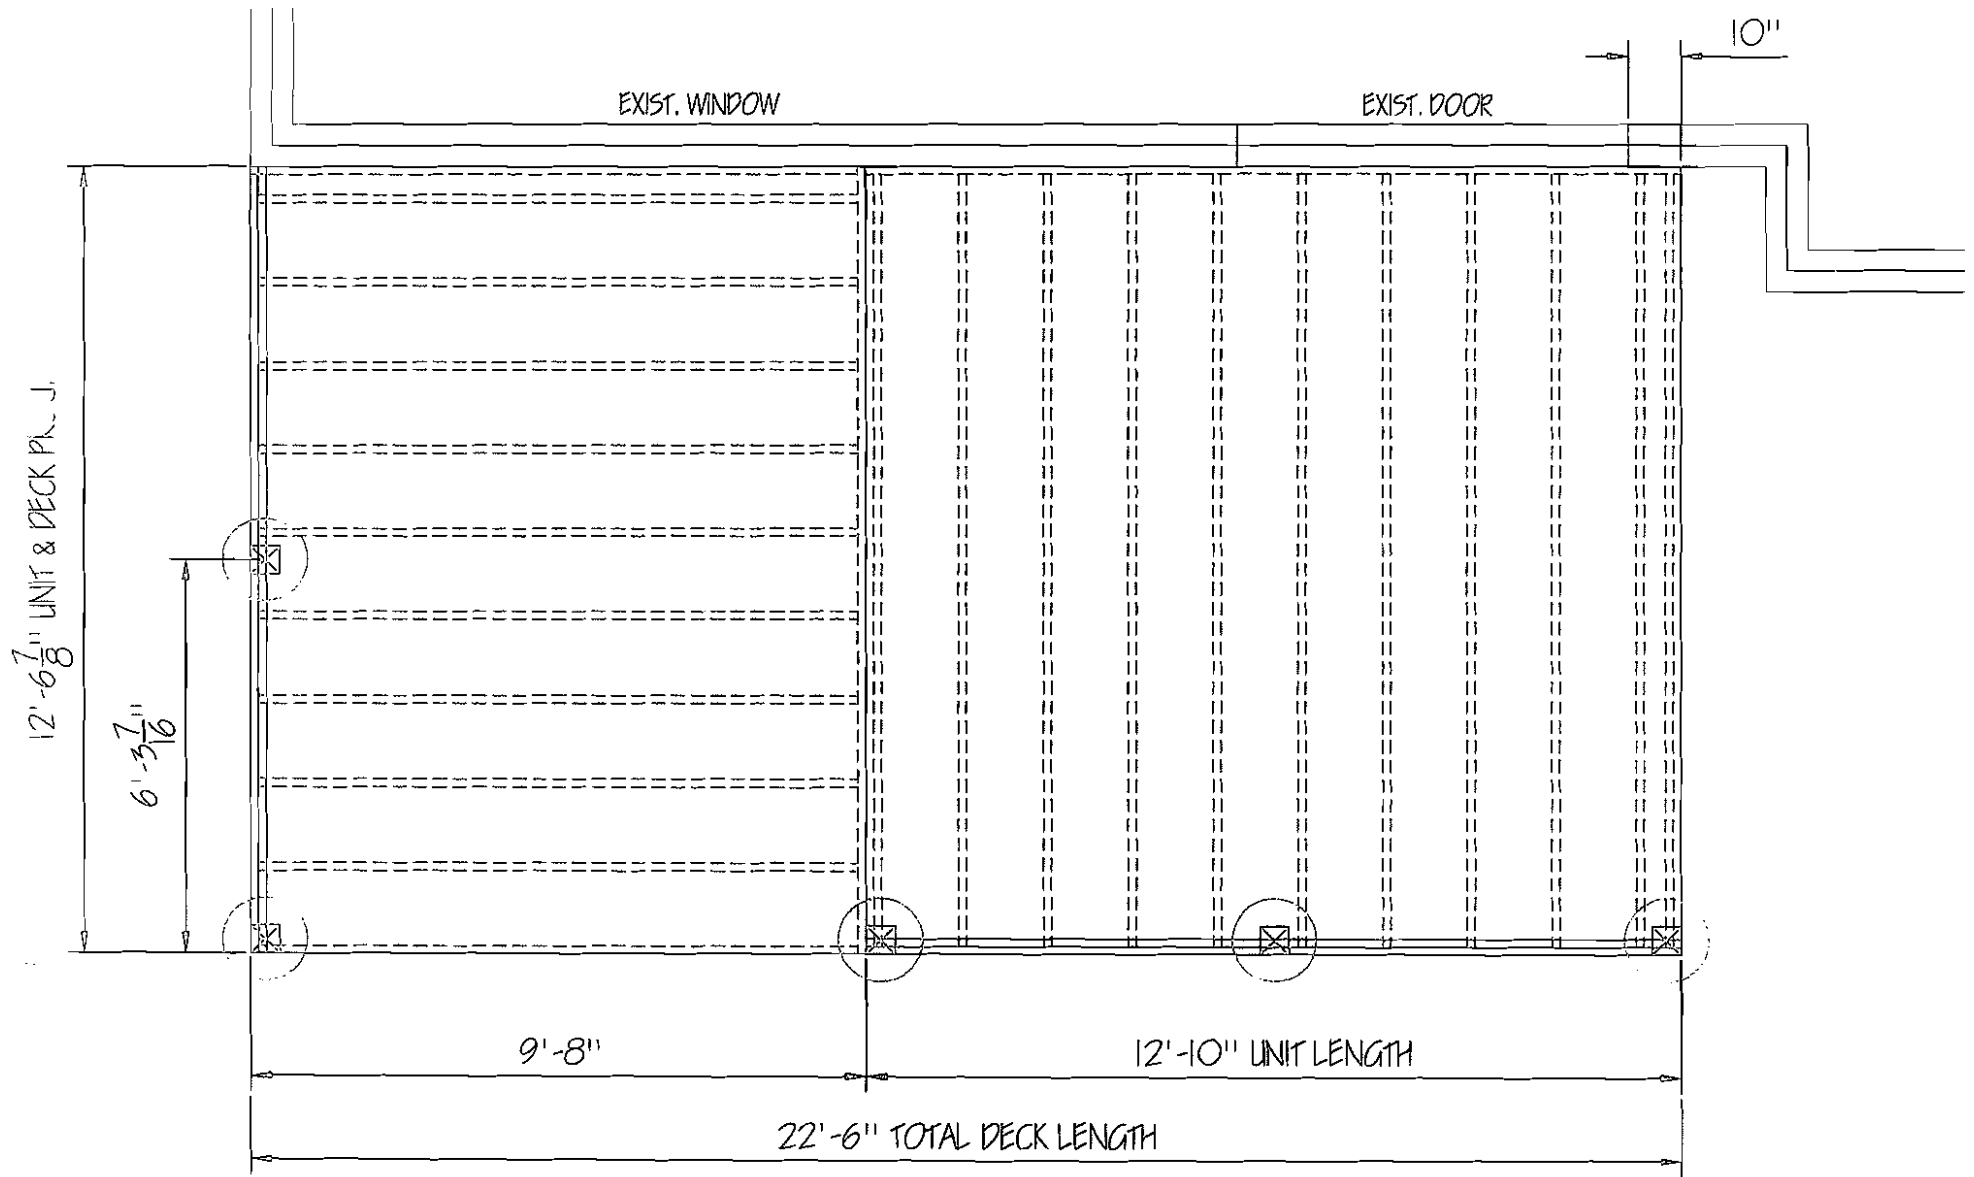 10"
EXIST. WINDOW
EXIST. DOOR
12'-6 7/8" UNIT & DECK
6'-3 7/16"
9'-8"
12'-10" UNIT LENGTH
22'-6" TOTAL DECK LENGTH